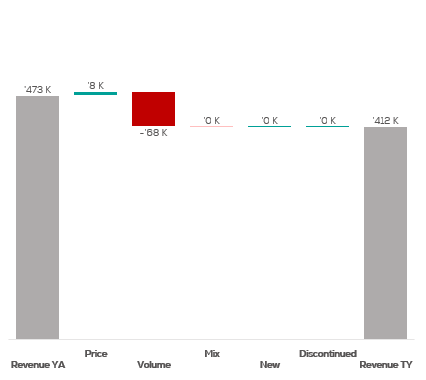 '473 K
'8 K
-'68 K
'0 K
'0 K
'0 K
'412 K
Revenue YA
Price
Volume
Mix
New
Discontinued
Revenue TY